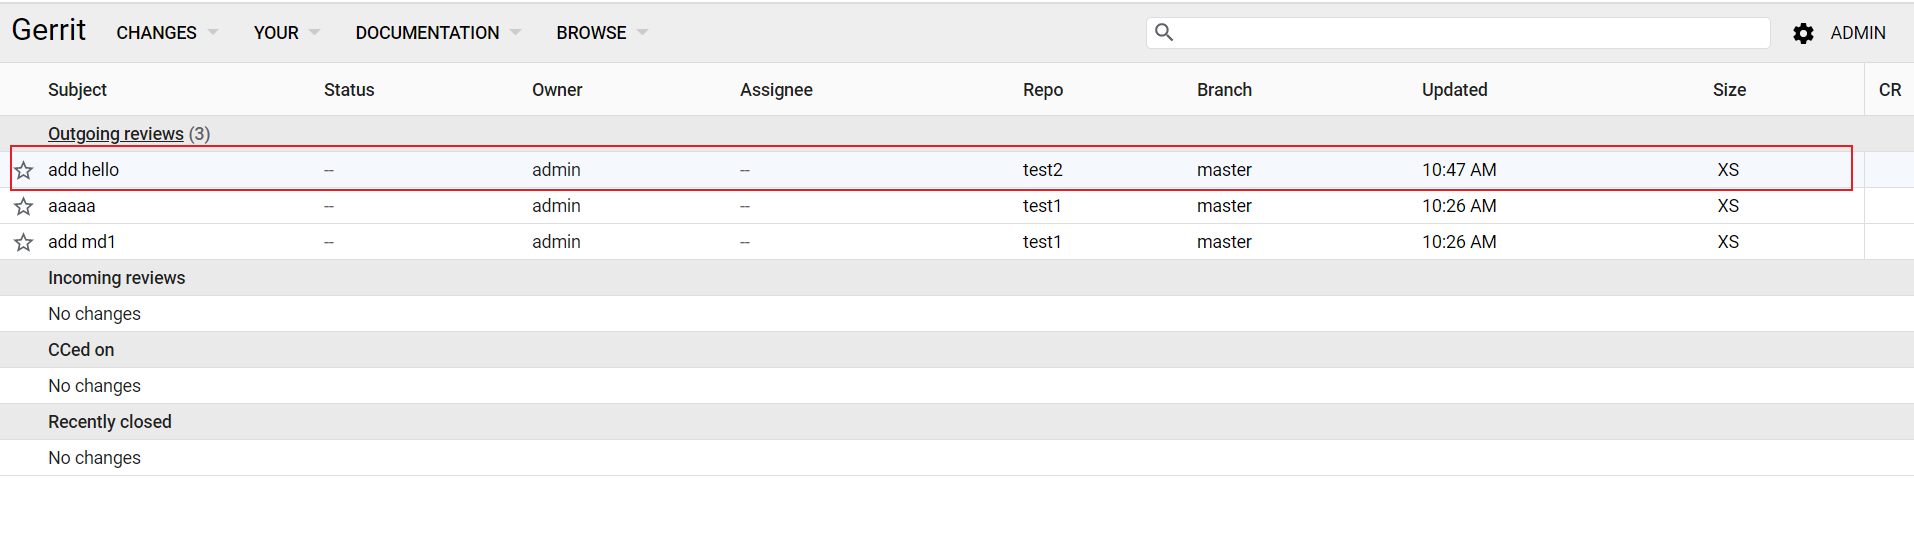 Gerrit CHANGES YOUR DOCUMENTATION BROWSE ADMIN
Subject Status Owner Assignee Repo Branch Updated Size CR
Outgoing reviews (3)
add hello -- admin -- test2 master 10:47 AM XS
aaaaa -- admin -- test1 master 10:26 AM XS
add md1 -- admin -- test1 master 10:26 AM XS
Incoming reviews
No changes
CCed on
No changes
Recently closed
No changes